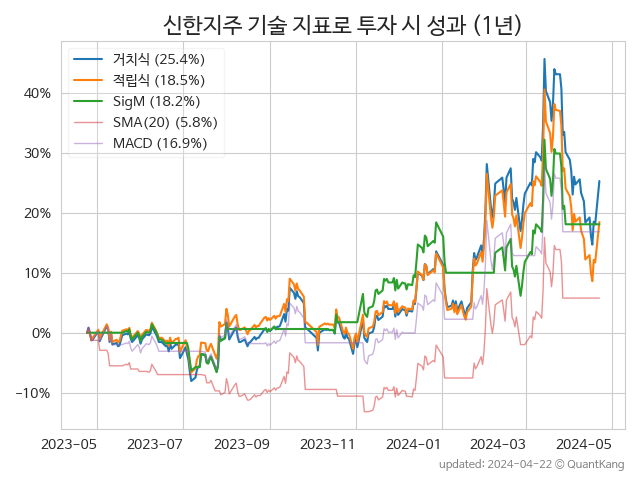 신한지주 기술 지표로 투자 시 성과 (1년)
거치식 (25.4%)
적립식 (18.5%)
SigM (18.2%)
SMA(20) (5.8%)
MACD (16.9%)
40%
30%
20%
10%
0%
−10%
2023-05 2023-07 2023-09 2023-11 2024-01 2024-03 2024-05
updated: 2024-04-22 © QuantKang